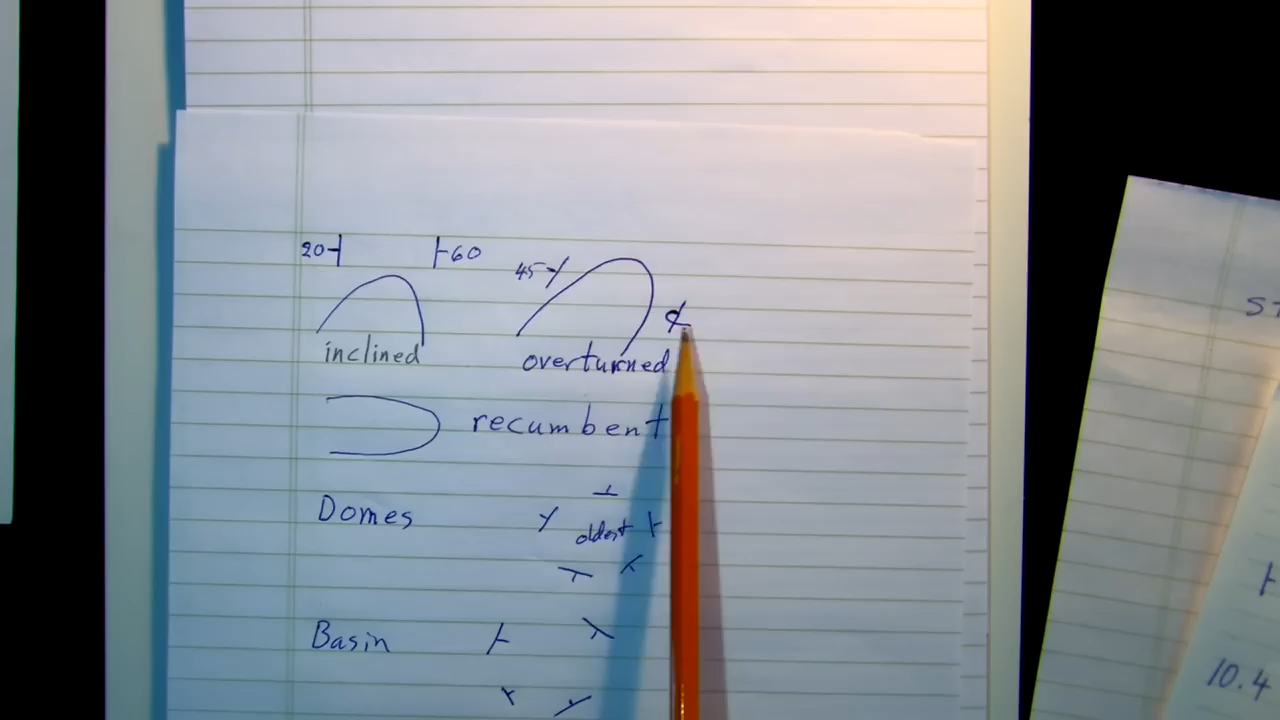 20 60
45
inclined
overturned
recumbent
Domes
oldest
Basin
10.4